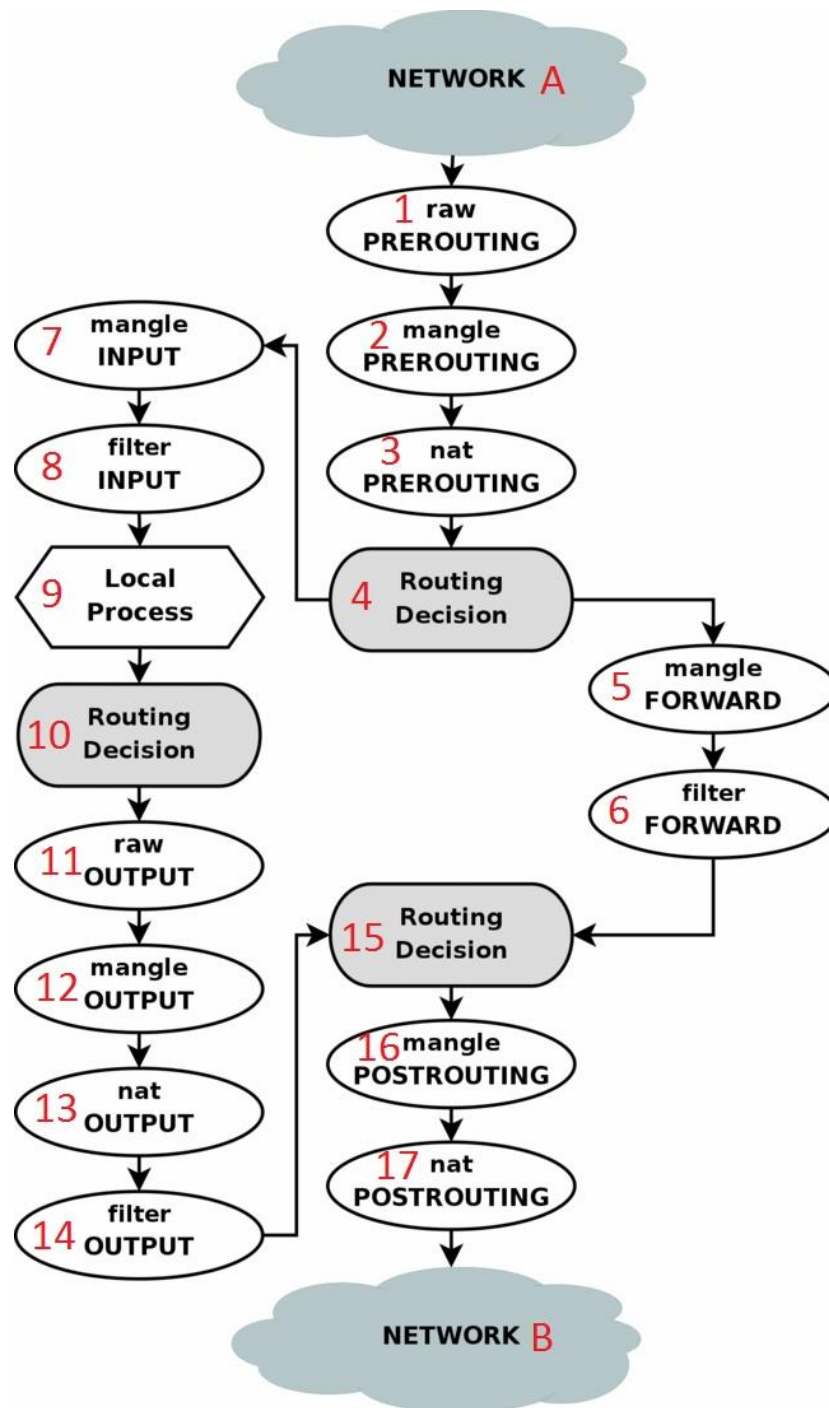 NETWORK A
1 raw
PREROUTING
2 mangle
PREROUTING
3 nat
PREROUTING
4 Routing
Decision
5 mangle
FORWARD
6 filter
FORWARD
7 mangle
INPUT
8 filter
INPUT
9 Local
Process
10 Routing
Decision
11 raw
OUTPUT
12 mangle
OUTPUT
13 nat
OUTPUT
14 filter
OUTPUT
15 Routing
Decision
16 mangle
POSTROUTING
17 nat
POSTROUTING
NETWORK B